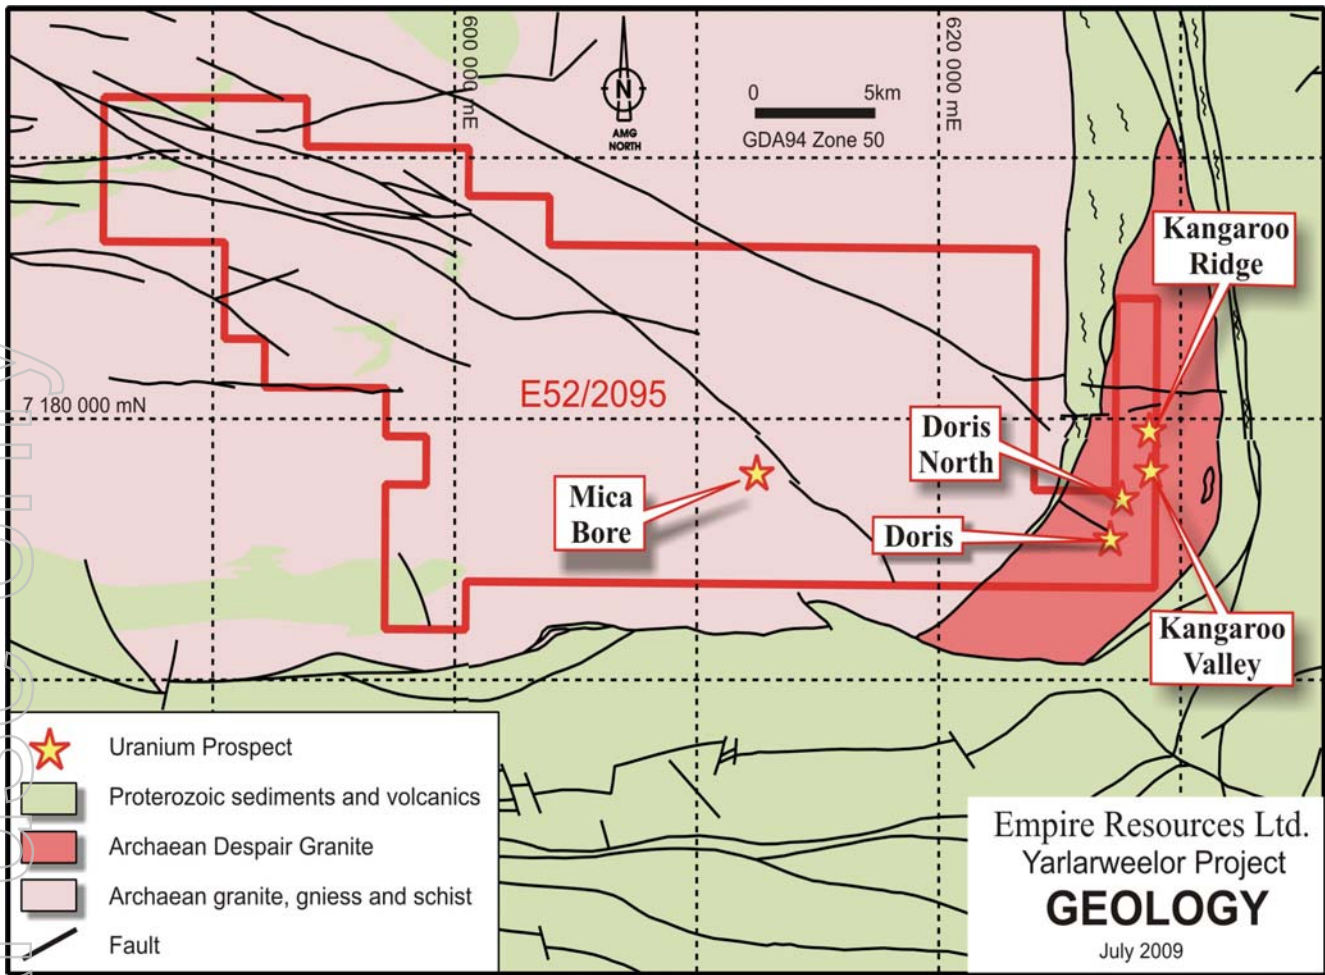 600 000 mE
620 000 mE
N
AMG
NORTH
0 5km
GDA94 Zone 50
Kangaroo
Ridge
7 180 000 mN
E52/2095
Doris
North
Mica
Bore
Doris
Kangaroo
Valley
Uranium Prospect
Proterozoic sediments and volcanics
Archaean Despair Granite
Archaean granite, gniess and schist
Fault
Empire Resources Ltd.
Yarlarweelor Project
GEOLOGY
July 2009